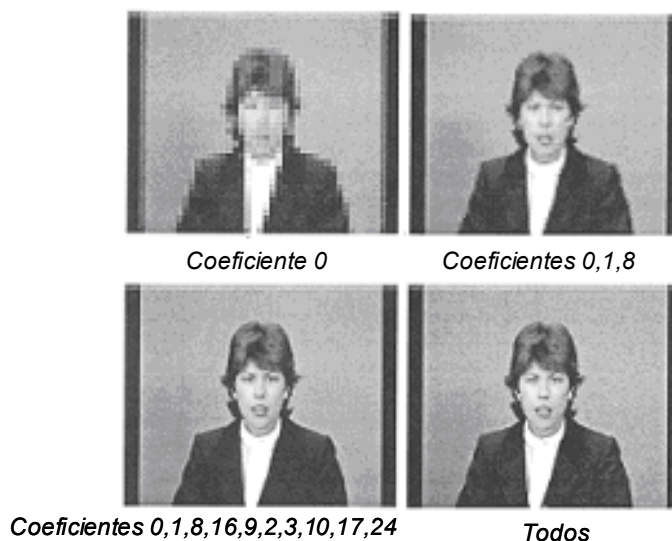 Coeficiente 0
Coeficientes 0,1,8
Coeficientes 0,1,8,16,9,2,3,10,17,24
Todos